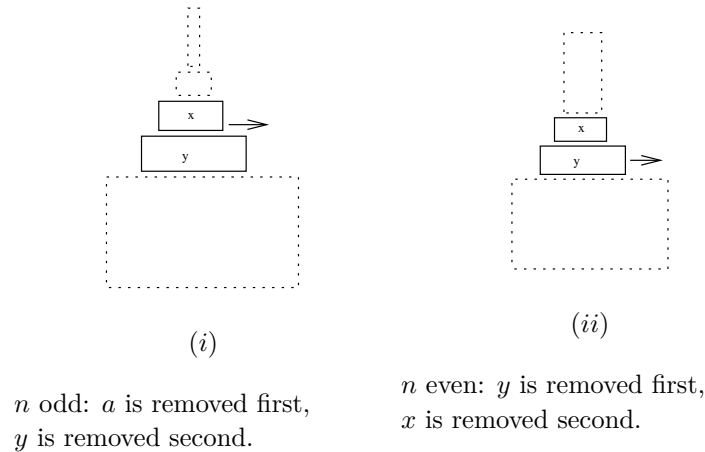 x
y
x
y
(i)
(ii)
n odd: a is removed first,
y is removed second.
n even: y is removed first,
x is removed second.